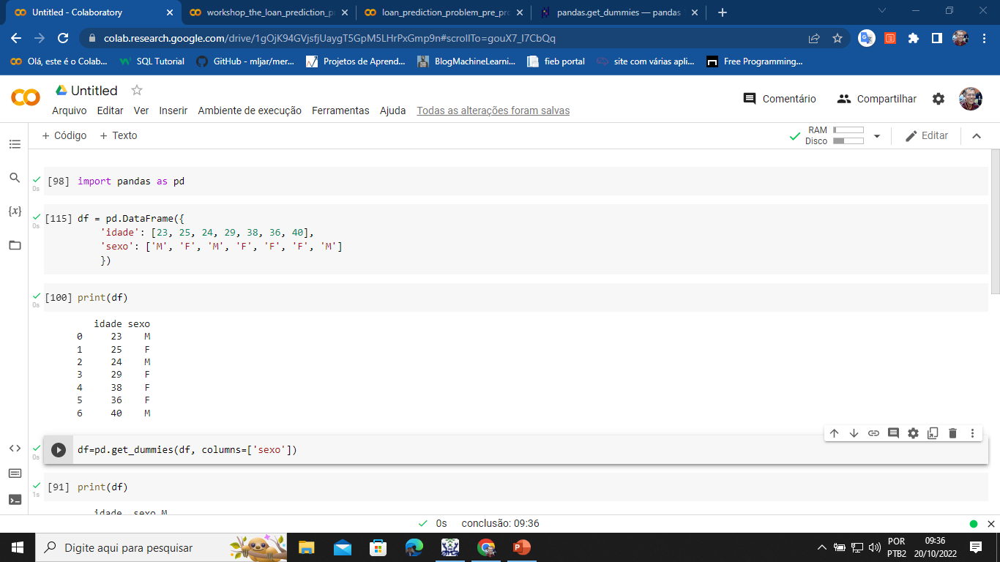 Untitled - Colaboratory
workshop_the_loan_prediction_p
loan_prediction_problem_pre_pro
pandas.get_dummies — pandas
colab.research.google.com/drive/1gOjK94GVjsfjUaygT5GpM5LHrPxGmp9n#scrollTo=gouX7_I7CbQq
Olá, este é o Colab...
SQL Tutorial
GitHub - mljar/mer...
Projetos de Aprend...
BlogMachineLearni...
fieb portal
site com várias apli...
Free Programming...
Untitled
Comentário
Compartilhar
Arquivo Editar Ver Inserir Ambiente de execução Ferramentas Ajuda Todas as alterações foram salvas
+ Código + Texto
RAM
Disco
Editar
[98] import pandas as pd
0s
[115] df = pd.DataFrame({
0s
'idade': [23, 25, 24, 29, 38, 36, 40],
'sexo': ['M', 'F', 'M', 'F', 'F', 'F', 'M']
})
[100] print(df)
0s
idade sexo
0 23 M
1 25 F
2 24 M
3 29 F
4 38 F
5 36 F
6 40 M
df=pd.get_dummies(df, columns=['sexo'])
0s
[91] print(df)
1s
idade sexo_M
0s conclusão: 09:36
Digite aqui para pesquisar
POR
PTB2
09:36
20/10/2022